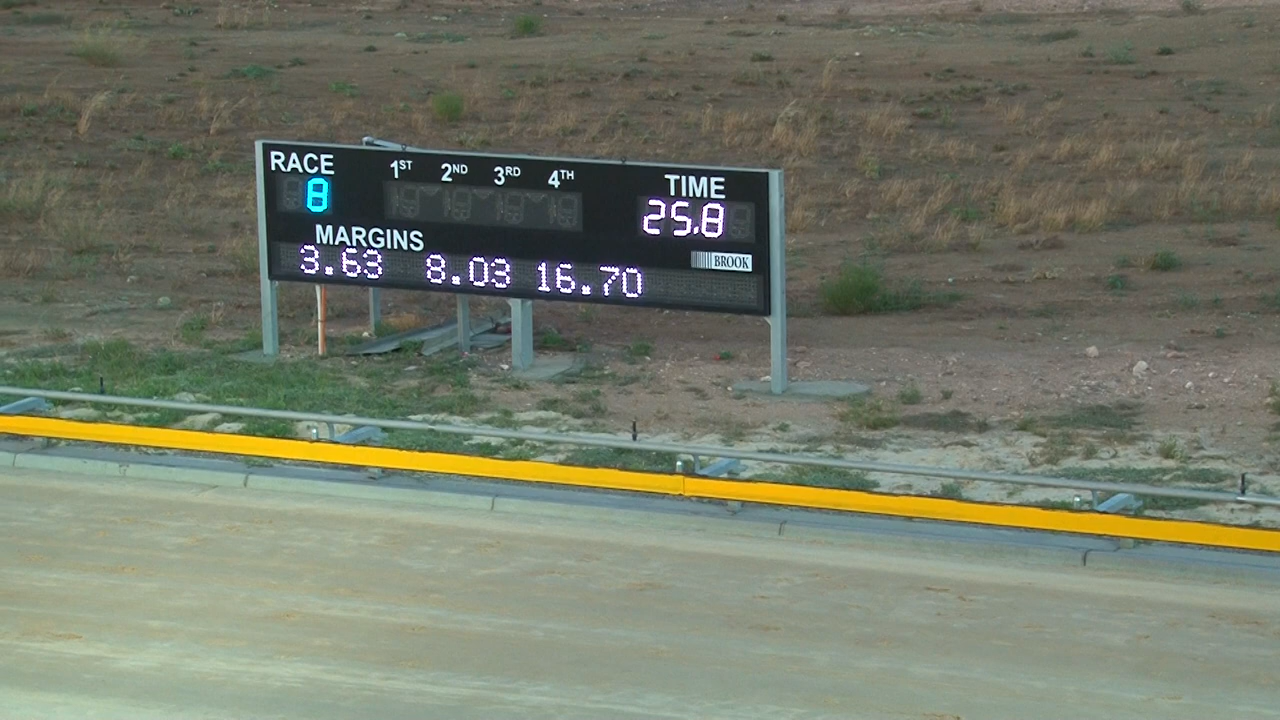 RACE 1ST 2ND 3RD 4TH TIME
8 25.8
MARGINS
BROOK
3.63 8.03 16.70